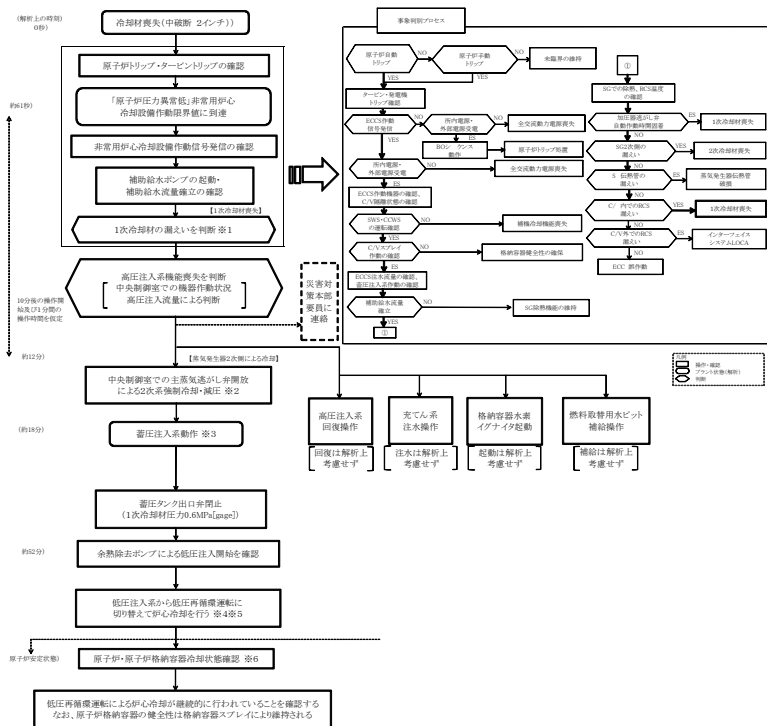 (解析上の時刻)
0秒)
冷却材喪失(中破断 2インチ))
原子炉トリップ・タービントリップの確認
約61秒)
「原子炉圧力異常低」非常用炉心
冷却設備作動限界値に到達
非常用炉心冷却設備作動信号発信の確認
補助給水ポンプの起動・
補助給水流量確立の確認
【1次冷却材喪失】
1次冷却材の漏えいを判断 ※1
高圧注入系機能喪失を判断
中央制御室での機器作動状況
高圧注入流量による判断
10分後の操作開
始及び1分間の
操作時間を仮定
災害対
策本部
要員に
連絡
約12分)
【蒸気発生器2次側による冷却】
中央制御室での主蒸気逃がし弁開放
による2次系強制冷却・減圧 ※2
(約18分)
蓄圧注入系動作 ※3
蓄圧タンク出口弁閉止
(1次冷却材圧力0.6MPa[gage])
約52分)
余熱除去ポンプによる低圧注入開始を確認
低圧注入系から低圧再循環運転に
切り替えて炉心冷却を行う ※4※5
原子炉安定状態)
原子炉・原子炉格納容器冷却状態確認 ※6
低圧再循環運転による炉心冷却が継続的に行われていることを確認する
なお、原子炉格納容器の健全性は格納容器スプレイにより維持される
高圧注入系
回復操作
回復は解析上
考慮せず
充てん系
注水操作
注水は解析上
考慮せず
格納容器水素
イグナイタ起動
起動は解析上
考慮せず
燃料取替用水ピット
補給操作
補給は解析上
考慮せず
事象判別プロセス
原子炉自動
トリップ
NO
原子炉手動
トリップ
NO
未臨界の維持
YES
YES
タービン・発電機
トリップ確認
ECCS作動
信号発信
NO
所内電源・
外部電源受電
NO
全交流動力電源喪失
YES
YES
BOシーケンス
動作
原子炉トリップ処置
所内電源・
外部電源受電
NO
全交流動力電源喪失
YES
ECCS作動機器の確認、
C/V隔離状態の確認
SWS・CCWS
の運転確認
NO
補機冷却機能喪失
YES
C/Vスプレイ
作動の確認
NO
格納容器健全性の確保
ES
ECCS注水流量の確認、
蓄圧注入系作動の確認
補助給水流量
確立
NO
SG除熱機能の維持
YES
①
①
SGでの除熱、RCS温度
の確認
加圧器逃がし弁
自動作動時開固着
ES
1次冷却材喪失
NO
SG2次側の
漏えい
YES
2次冷却材喪失
NO
S 伝熱管の
漏えい
ES
蒸気発生器伝熱管
破損
NO
C/ 内でのRCS
漏えい
YES
1次冷却材喪失
NO
C/V外でのRCS
漏えい
ES
インターフェイス
システムLOCA
NO
ECC 誤作動
凡例
操作・確認
プラント状態(解析)
判断